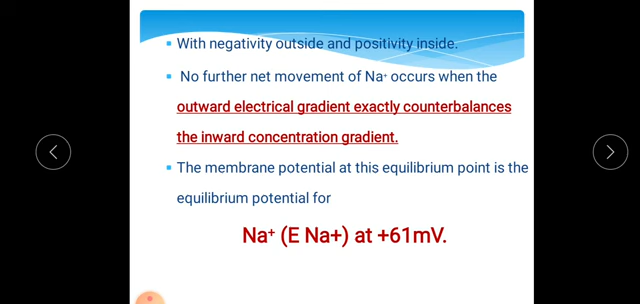 With negativity outside and positivity inside.
No further net movement of Na+ occurs when the
outward electrical gradient exactly counterbalances
the inward concentration gradient.
The membrane potential at this equilibrium point is the
equilibrium potential for
Na+ (E Na+) at +61mV.